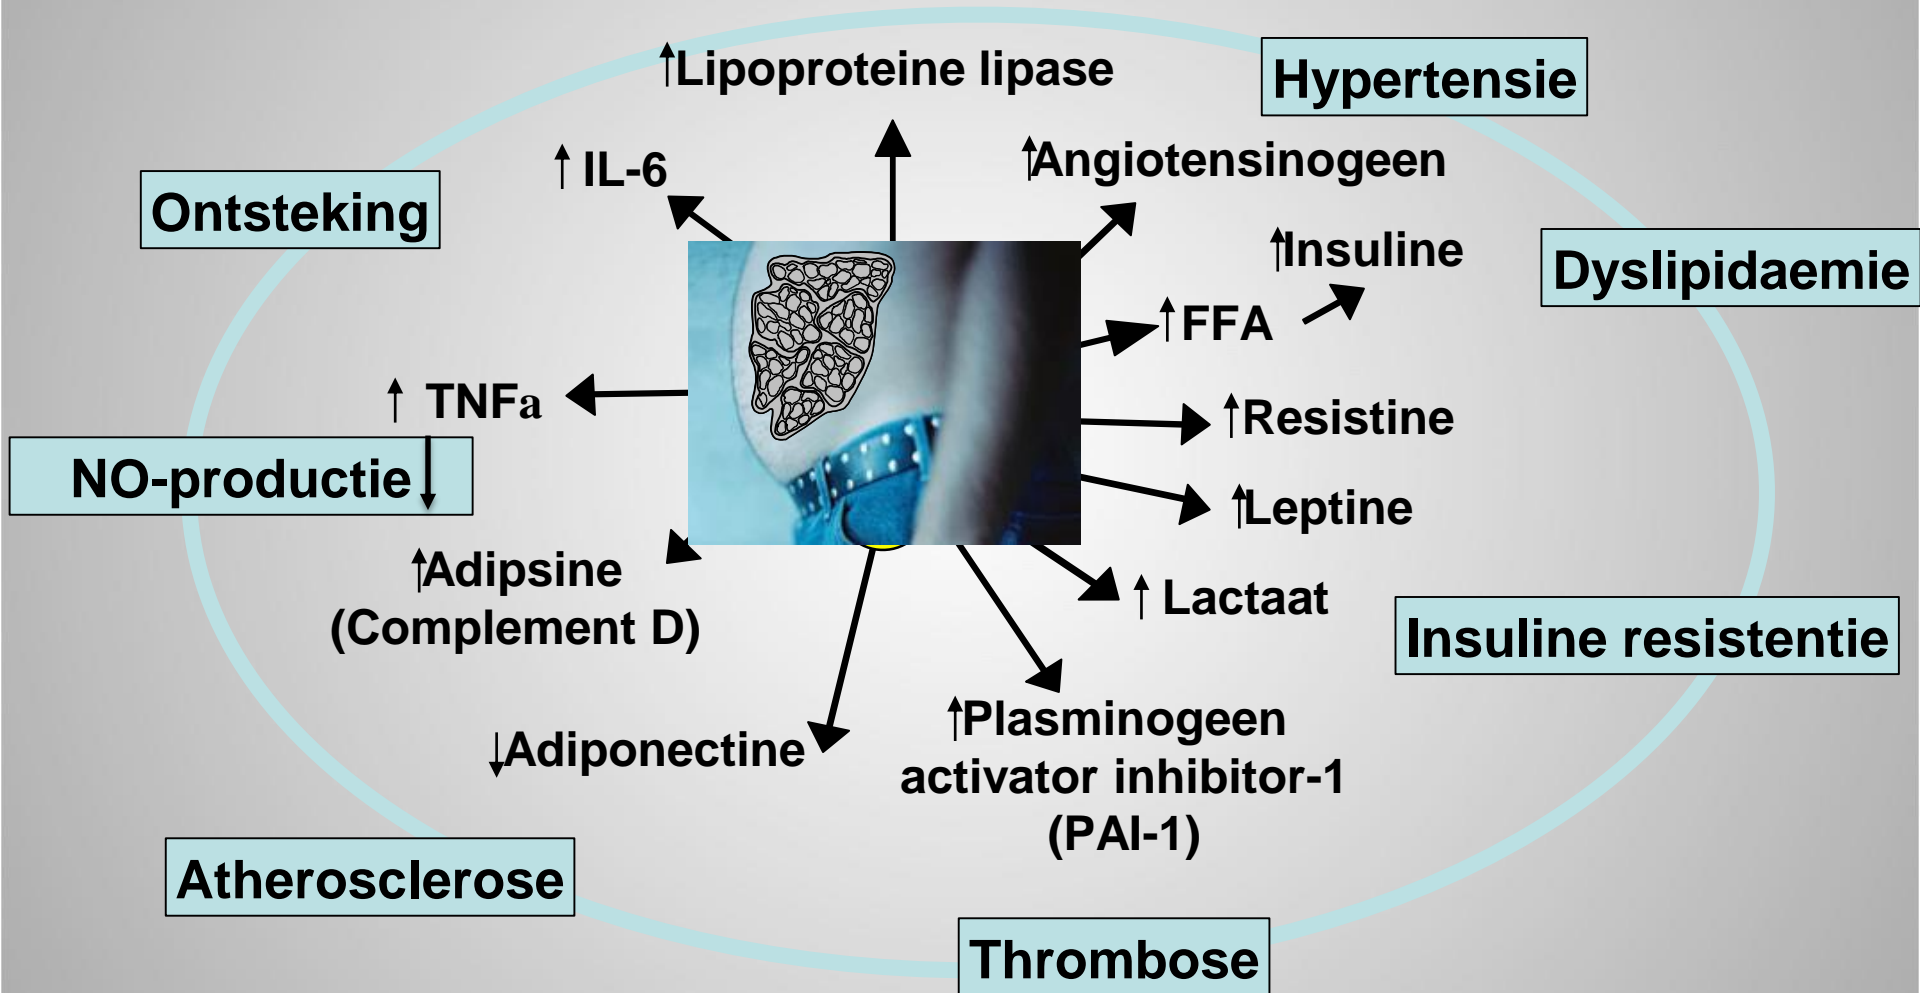 ↑Lipoproteine lipase
Hypertensie
↑ IL-6
↑Angiotensinogeen
Ontsteking
↑Insuline
Dyslipidaemie
↑FFA
↑ TNFa
↑Resistine
NO-productie↓
↑Leptine
↑Adipsine
(Complement D)
↑ Lactaat
Insuline resistentie
↓Adiponectine
↑Plasminogeen
activator inhibitor-1
(PAI-1)
Atherosclerose
Thrombose